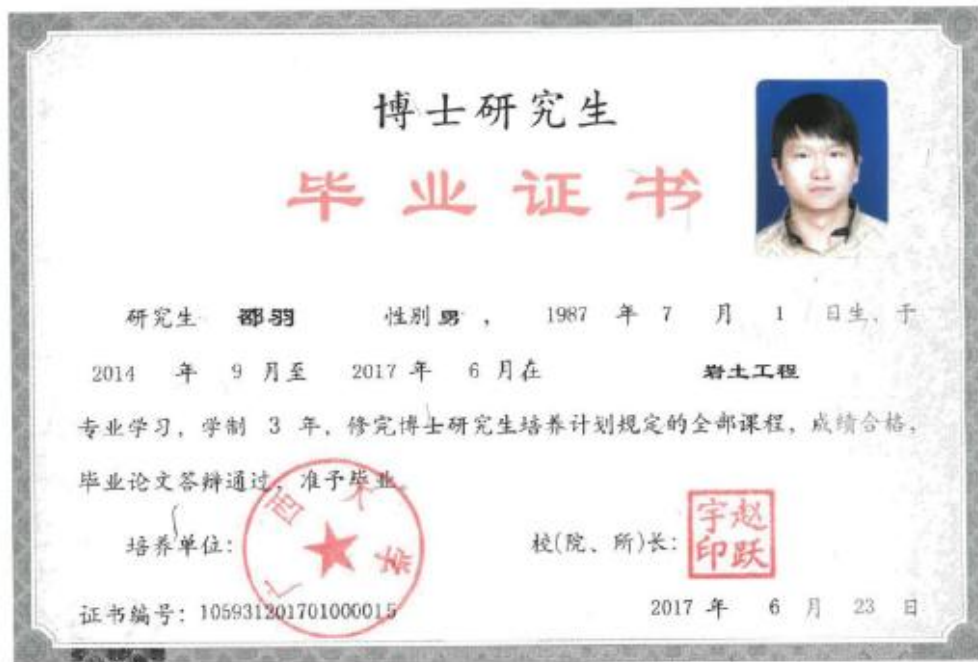 博士研究生
毕业证书
研究生 邵羽 性别 男 , 1987 年 7 月 1 日生、于
2014 年 9 月至 2017 年 6 月在 岩土工程
专业学习, 学制 3 年, 修完博士研究生培养计划规定的全部课程, 成绩合格,
毕业论文答辩通过, 准予毕业
广西大学
培养单位:
校(院、所)长:
赵跃宇印
证书编号: 105931201701000015
2017 年 6 月 23 日